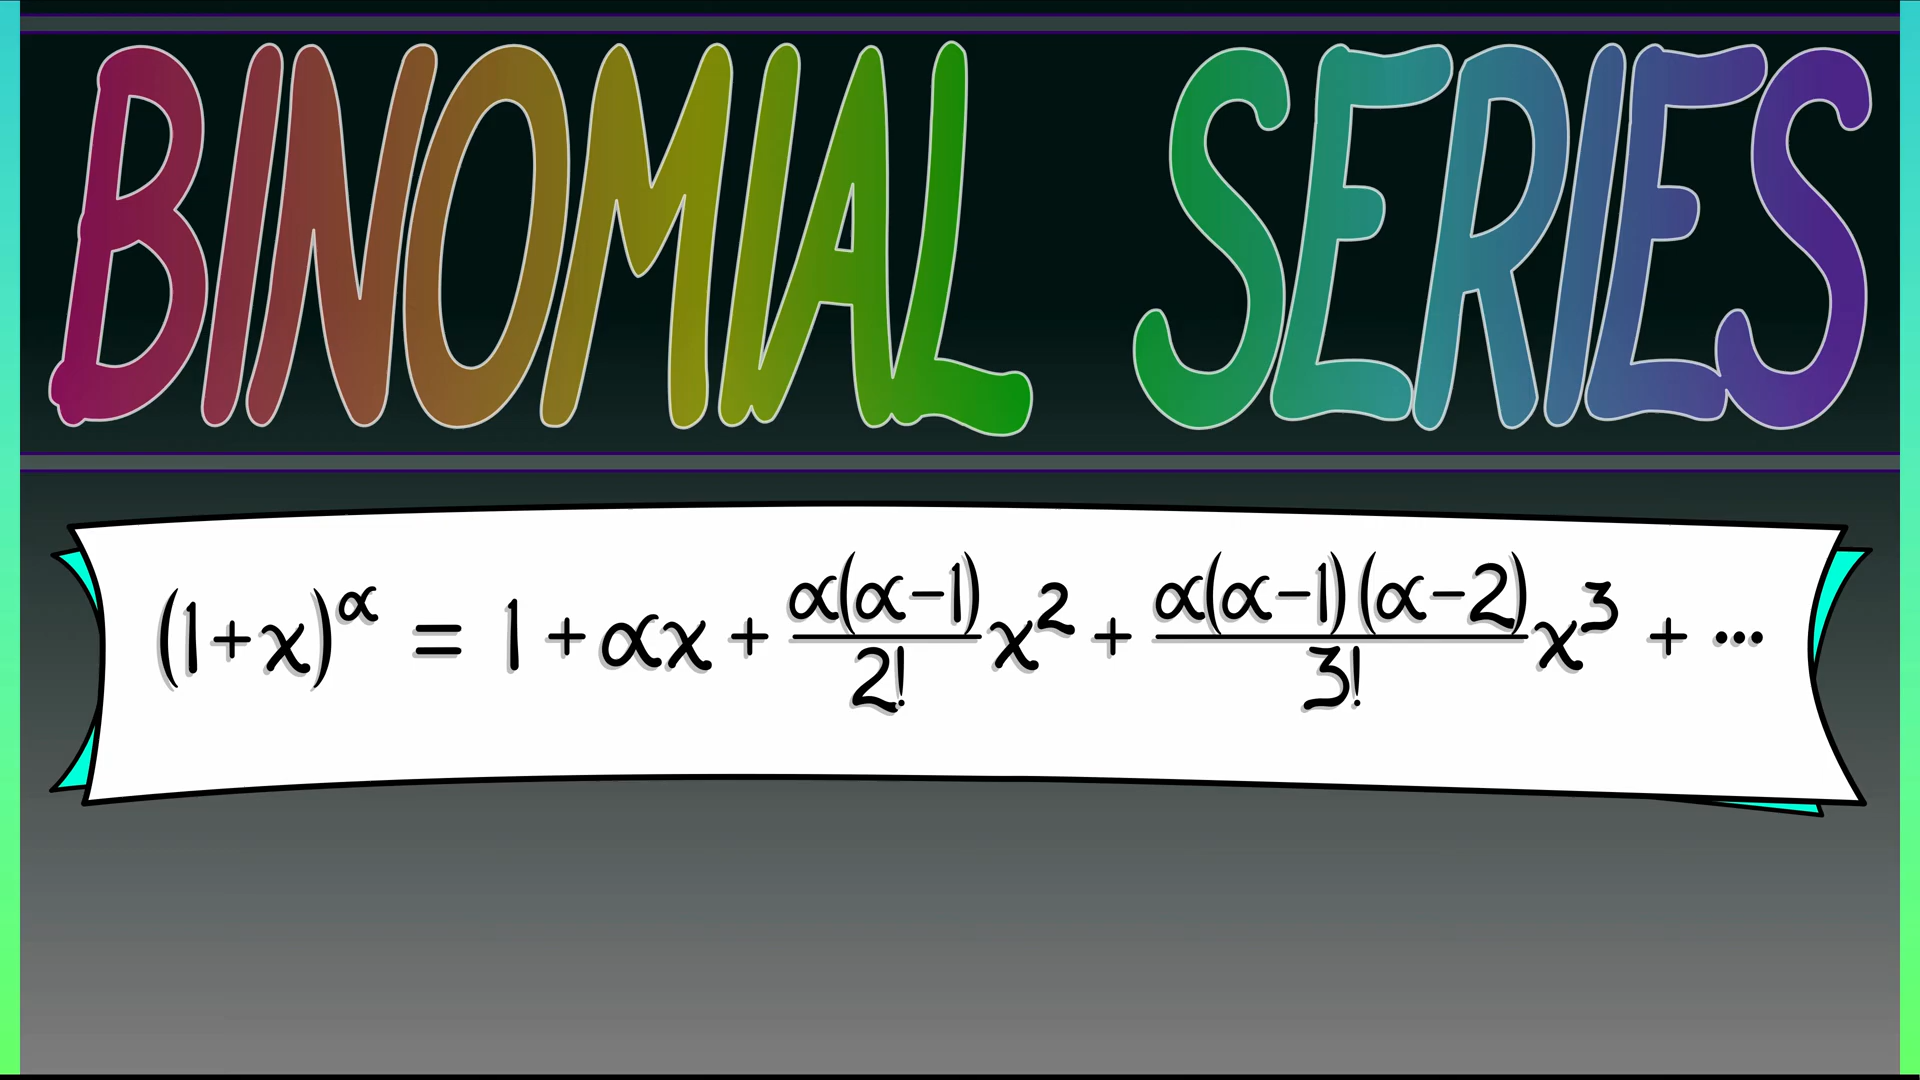 BINOMIAL SERIES
(1+x)^α = 1 + αx + α(α-1)/2! x^2 + α(α-1)(α-2)/3! x^3 + ···